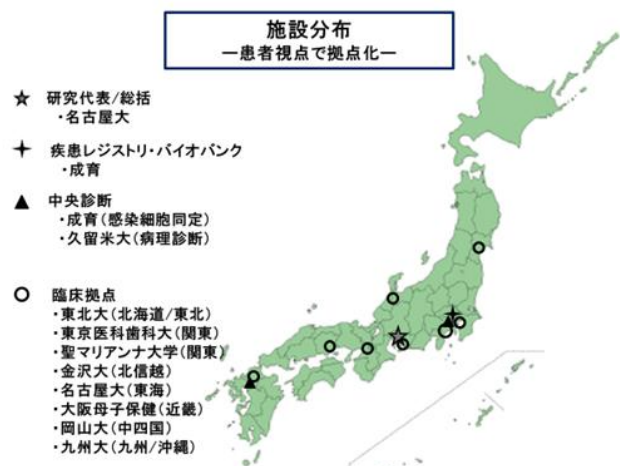 施設分布
―患者視点で拠点化―
研究代表/総括
・名古屋大
疾患レジストリ・バイオバンク
・成育
中央診断
・成育(感染細胞同定)
・久留米大(病理診断)
臨床拠点
・東北大(北海道/東北)
・東京医科歯科大(関東)
・聖マリアンナ大学(関東)
・金沢大(北信越)
・名古屋大(東海)
・大阪母子保健(近畿)
・岡山大(中四国)
・九州大(九州/沖縄)